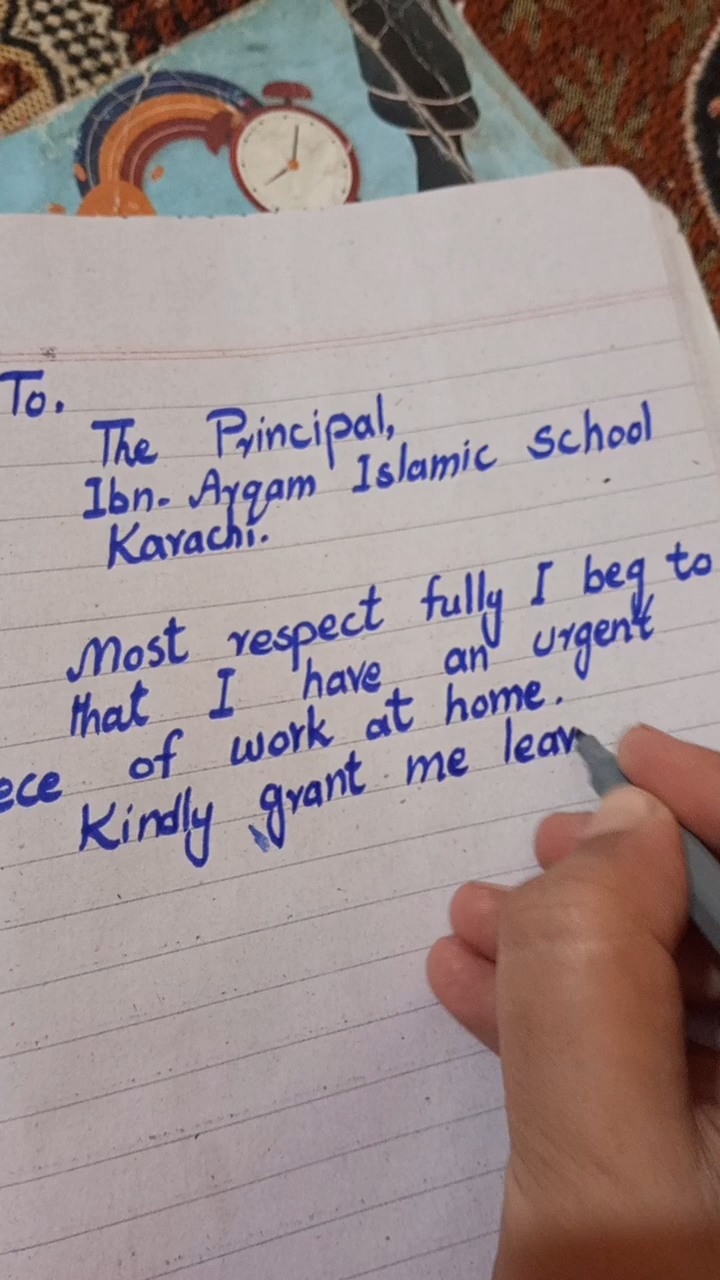 To.
The Principal,
Ibn. Arqam Islamic School
Karachi.
Most respect fully I beg to
that I have an urgent
ece of work at home.
Kindly grant me leav